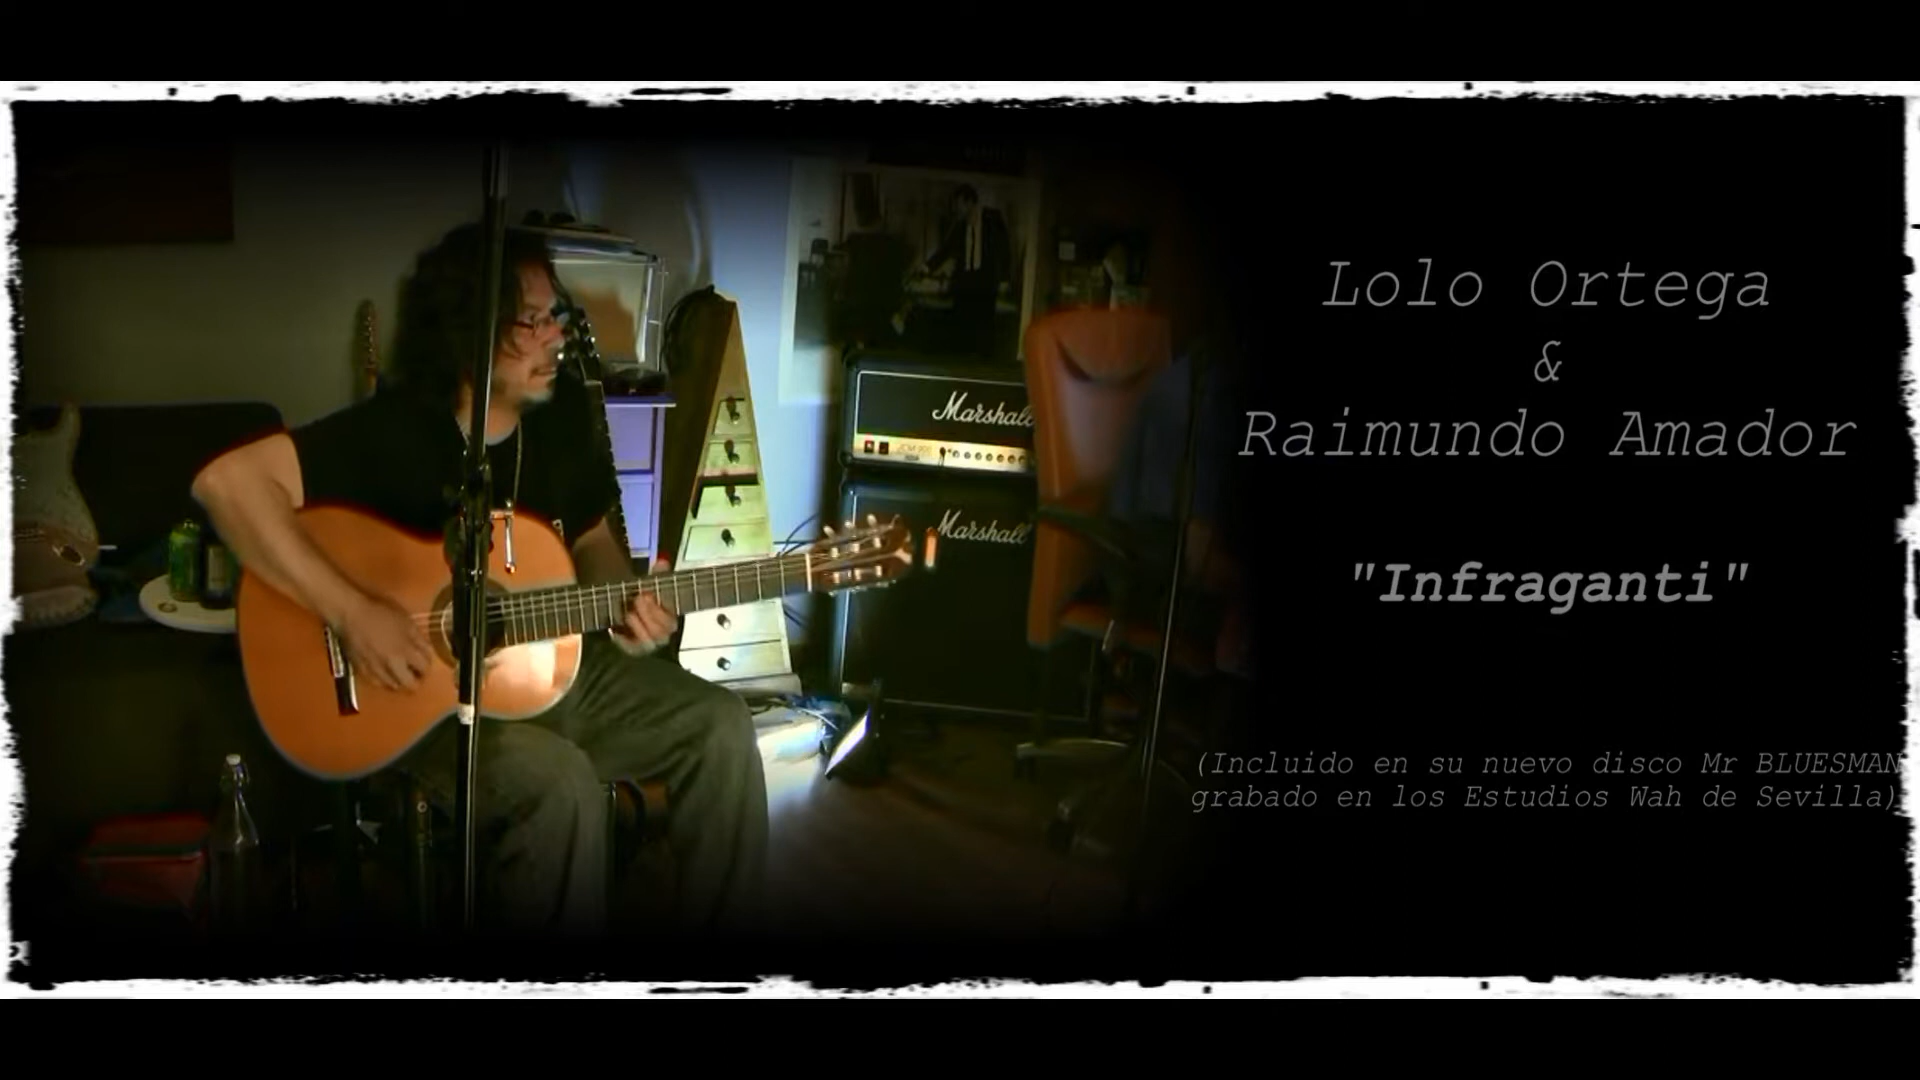 Lolo Ortega
&
Raimundo Amador
"Infraganti"
(Incluido en su nuevo disco Mr BLUESMAN
grabado en los Estudios Wah de Sevilla)
Marshall
Marshall